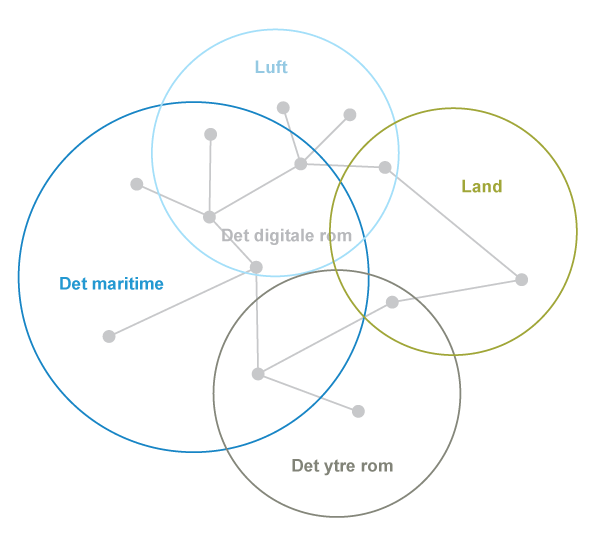 Luft
Land
Det digitale rom
Det maritime
Det ytre rom